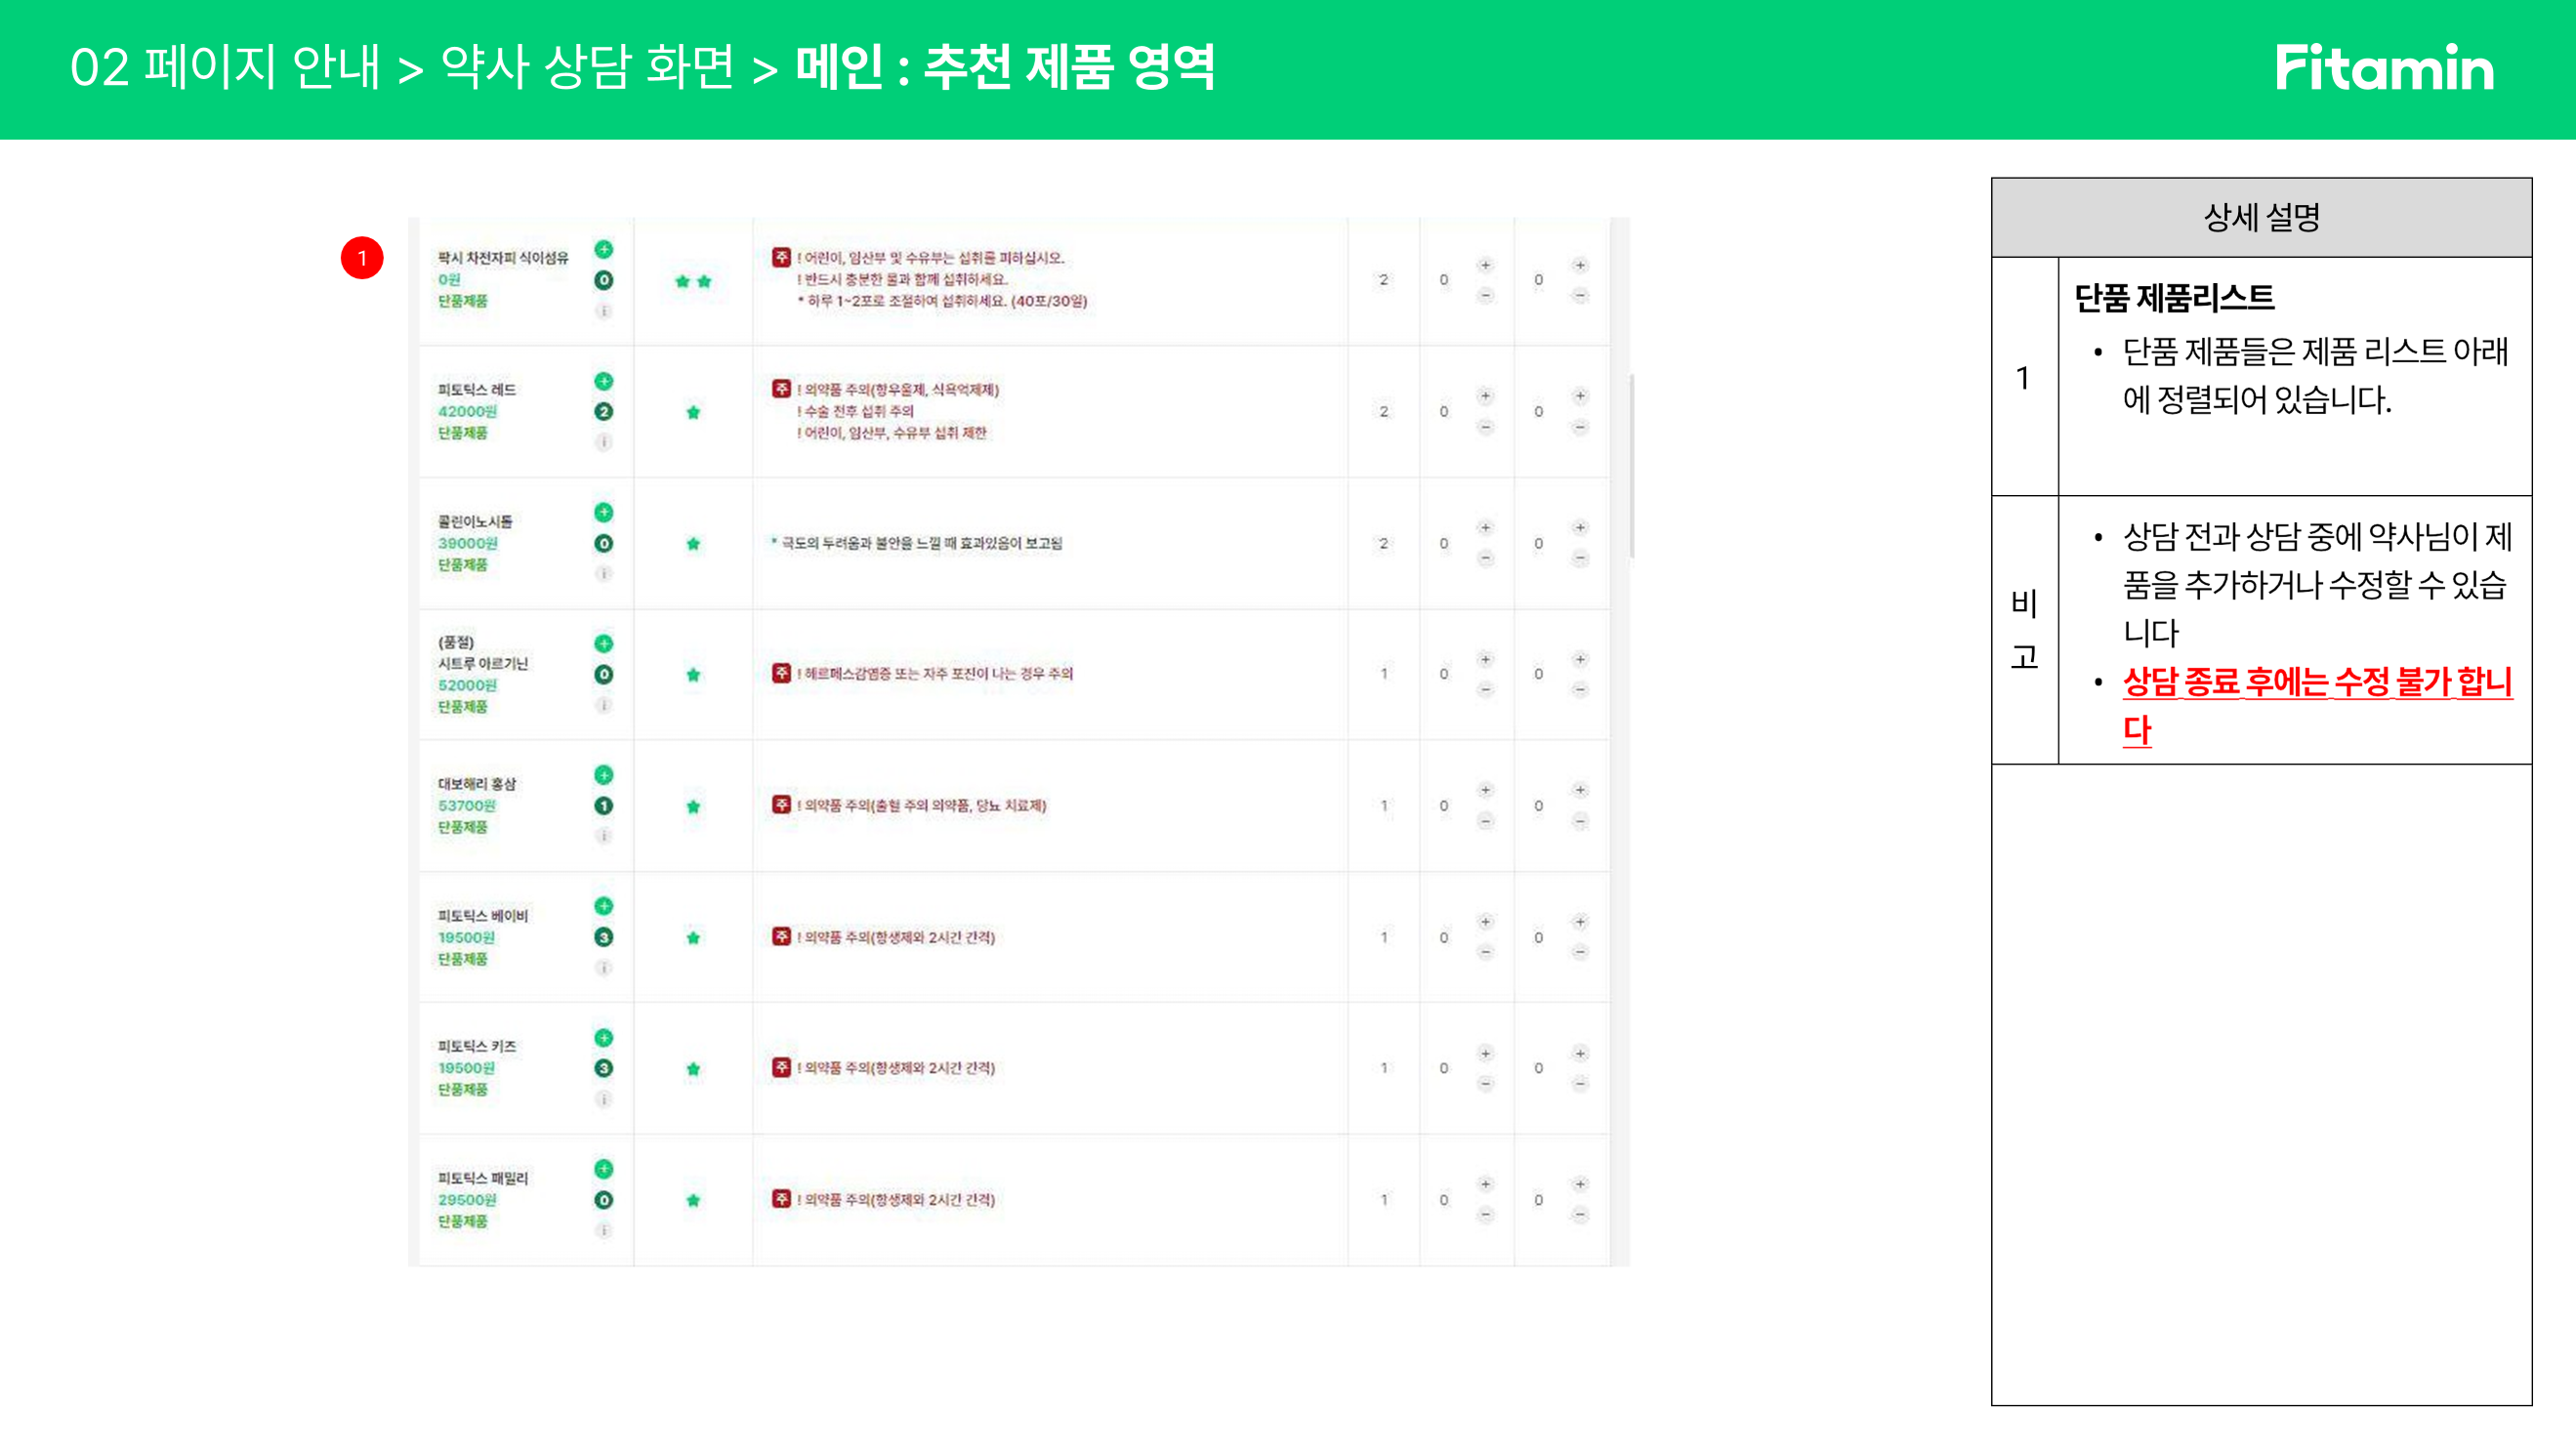 02 페이지 안내 > 약사 상담 화면 > 메인 : 추천 제품 영역
Fitamin
1
팍시 차전자피 식이섬유
0원
단품제품
0
주 ! 어린이, 임산부 및 수유부는 섭취를 피하십시오.
! 반드시 충분한 물과 함께 섭취하세요.
* 하루 1~2포로 조절하여 섭취하세요. (40포/30일)
2
0
0
피토틱스 레드
42000원
단품제품
2
주 ! 의약품 주의(항우울제, 식욕억제제)
! 수술 전후 섭취 주의
! 어린이, 임산부, 수유부 섭취 제한
2
0
0
콜린이노시톨
39000원
단품제품
0
* 극도의 두려움과 불안을 느낄 때 효과있음이 보고됨
2
0
0
(품절)
시트루 아르기닌
52000원
단품제품
0
주 ! 헤르페스감염증 또는 자주 포진이 나는 경우 주의
1
0
0
대보해리 홍삼
53700원
단품제품
1
주 ! 의약품 주의(출혈 주의 의약품, 당뇨 치료제)
1
0
0
피토틱스 베이비
19500원
단품제품
3
주 ! 의약품 주의(항생제와 2시간 간격)
1
0
0
피토틱스 키즈
19500원
단품제품
3
주 ! 의약품 주의(항생제와 2시간 간격)
1
0
0
피토틱스 패밀리
29500원
단품제품
0
주 ! 의약품 주의(항생제와 2시간 간격)
1
0
0
상세 설명
1
단품 제품리스트
• 단품 제품들은 제품 리스트 아래
에 정렬되어 있습니다.
비
고
• 상담 전과 상담 중에 약사님이 제
품을 추가하거나 수정할 수 있습
니다
• 상담 종료 후에는 수정 불가 합니
다